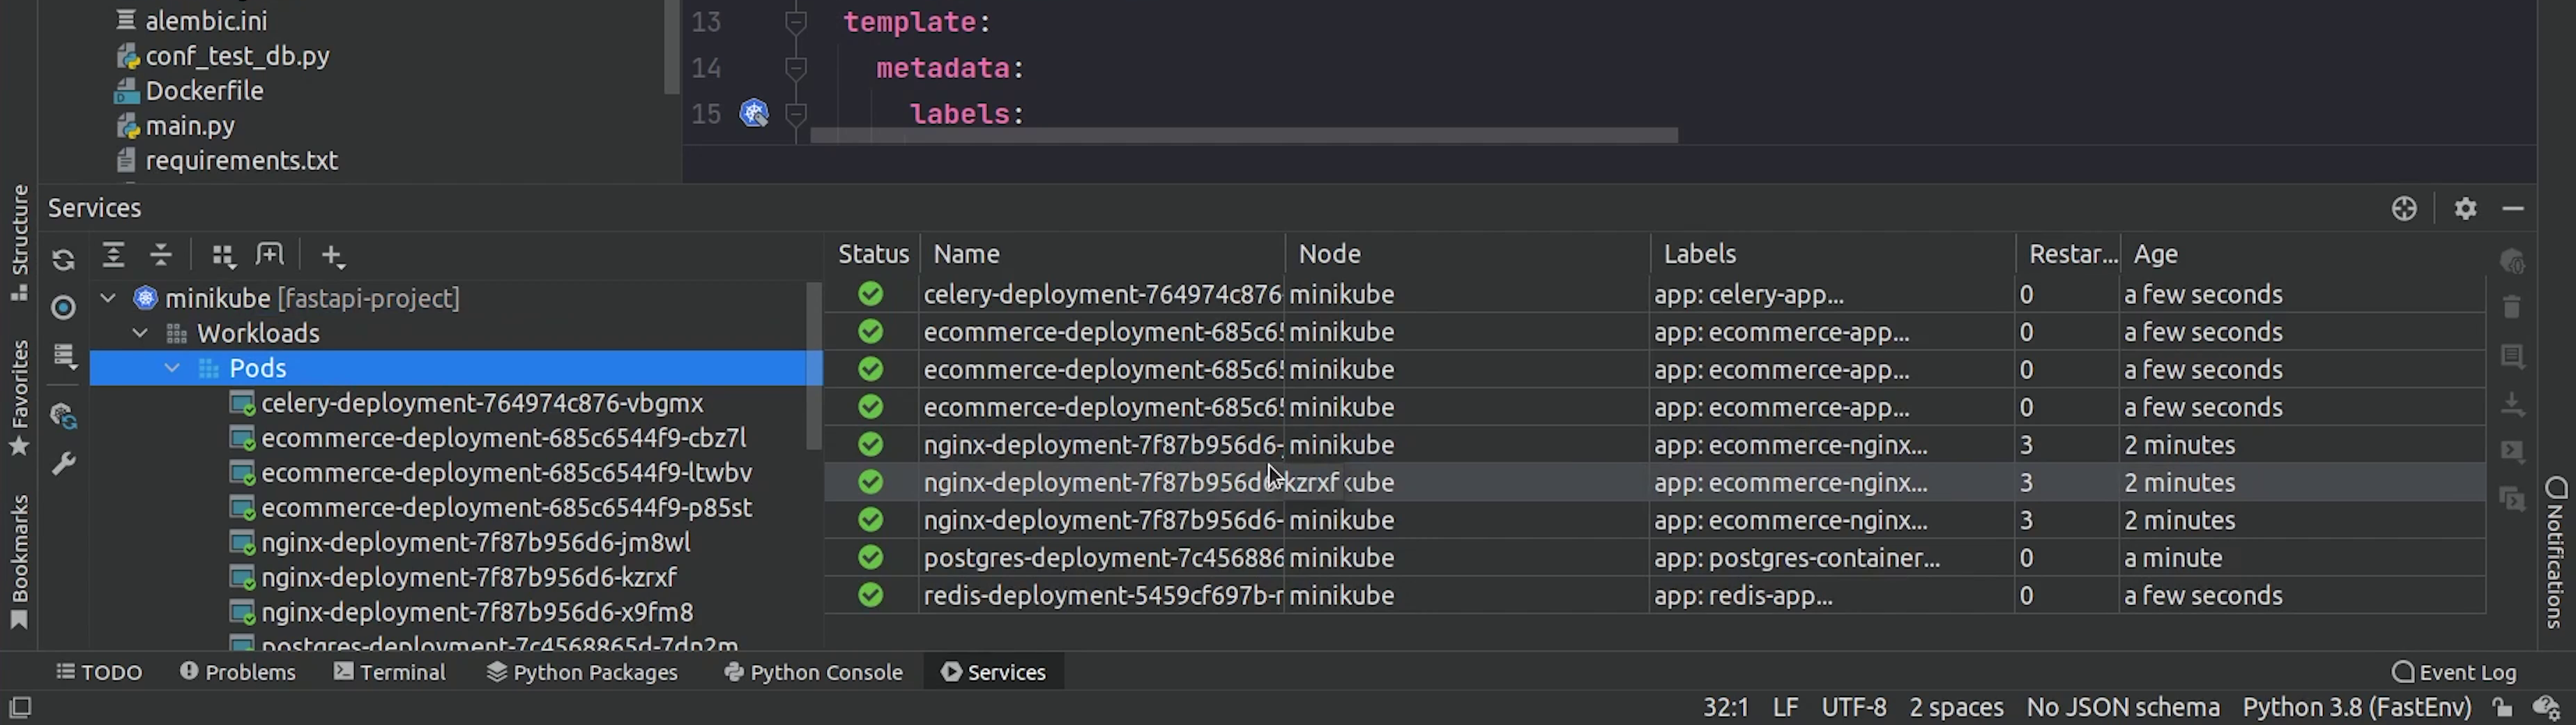 alembic.ini
conf_test_db.py
Dockerfile
main.py
requirements.txt
13 template:
14 metadata:
15 labels:
Structure
Favorites
Bookmarks
Services
minikube [fastapi-project]
Workloads
Pods
celery-deployment-764974c876-vbgmx
ecommerce-deployment-685c6544f9-cbz7l
ecommerce-deployment-685c6544f9-ltwbv
ecommerce-deployment-685c6544f9-p85st
nginx-deployment-7f87b956d6-jm8wl
nginx-deployment-7f87b956d6-kzrxf
nginx-deployment-7f87b956d6-x9fm8
postgres-deployment-7c4568865d-7dn2m
Status Name Node Labels Restar... Age
celery-deployment-764974c876- minikube app: celery-app... 0 a few seconds
ecommerce-deployment-685c65 minikube app: ecommerce-app... 0 a few seconds
ecommerce-deployment-685c65 minikube app: ecommerce-app... 0 a few seconds
ecommerce-deployment-685c65 minikube app: ecommerce-app... 0 a few seconds
nginx-deployment-7f87b956d6- minikube app: ecommerce-nginx... 3 2 minutes
nginx-deployment-7f87b956d6-kzrxf kube app: ecommerce-nginx... 3 2 minutes
nginx-deployment-7f87b956d6- minikube app: ecommerce-nginx... 3 2 minutes
postgres-deployment-7c456886 minikube app: postgres-container... 0 a minute
redis-deployment-5459cf697b-r minikube app: redis-app... 0 a few seconds
Notifications
TODO Problems Terminal Python Packages Python Console Services Event Log
32:1 LF UTF-8 2 spaces No JSON schema Python 3.8 (FastEnv)